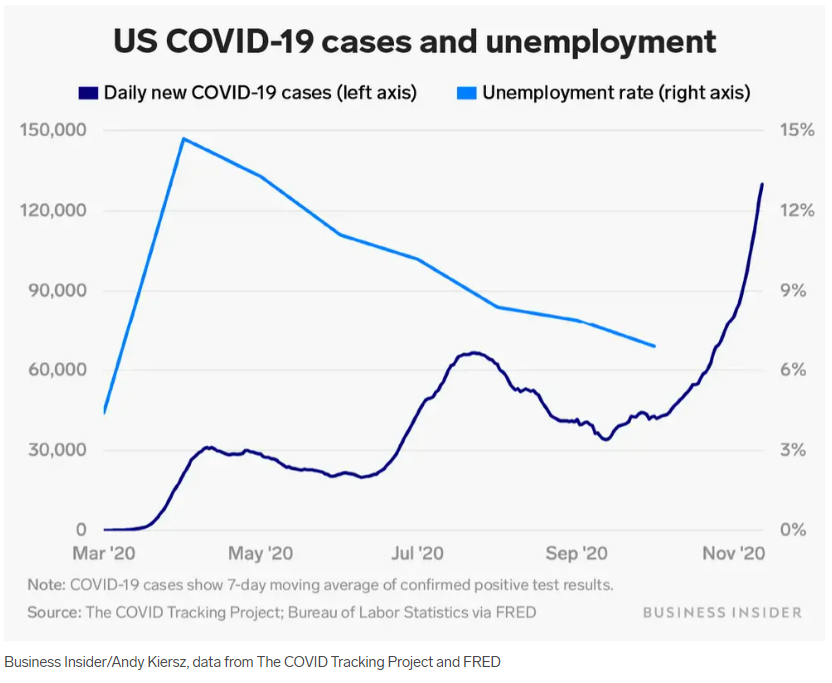 US COVID-19 cases and unemployment
Daily new COVID-19 cases (left axis) Unemployment rate (right axis)
150,000 15%
120,000 12%
90,000 9%
60,000 6%
30,000 3%
0 0%
Mar '20 May '20 Jul '20 Sep '20 Nov '20
Note: COVID-19 cases show 7-day moving average of confirmed positive test results.
Source: The COVID Tracking Project; Bureau of Labor Statistics via FRED BUSINESS INSIDER
Business Insider/Andy Kiersz, data from The COVID Tracking Project and FRED